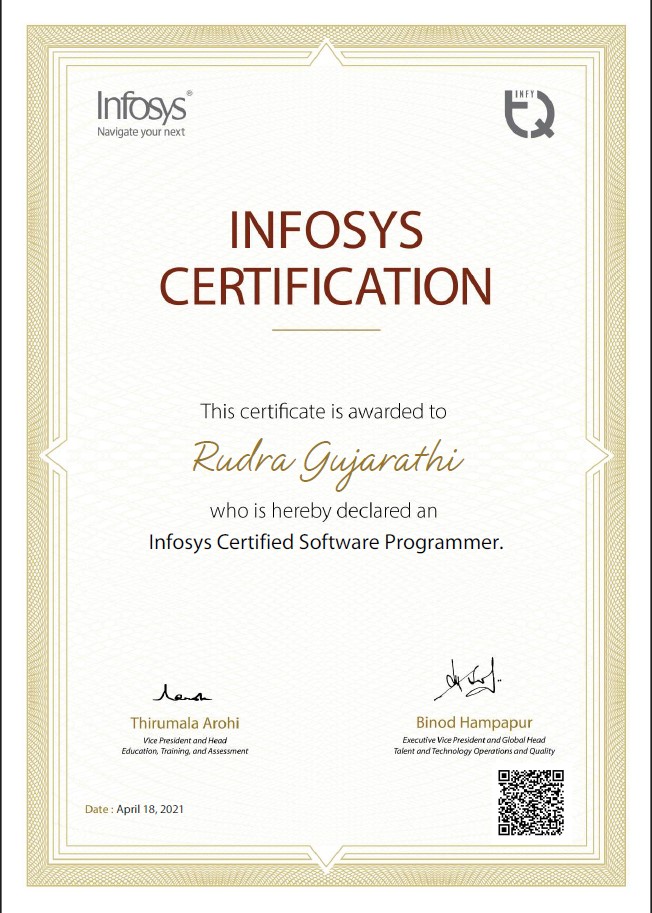 Infosys®
Navigate your next
INFY
TQ
INFOSYS
CERTIFICATION
This certificate is awarded to
Rudra Gujarathi
who is hereby declared an
Infosys Certified Software Programmer.
Thirumala Arohi
Vice President and Head
Education, Training, and Assessment
Binod Hampapur
Executive Vice President and Global Head
Talent and Technology Operations and Quality
Date : April 18, 2021